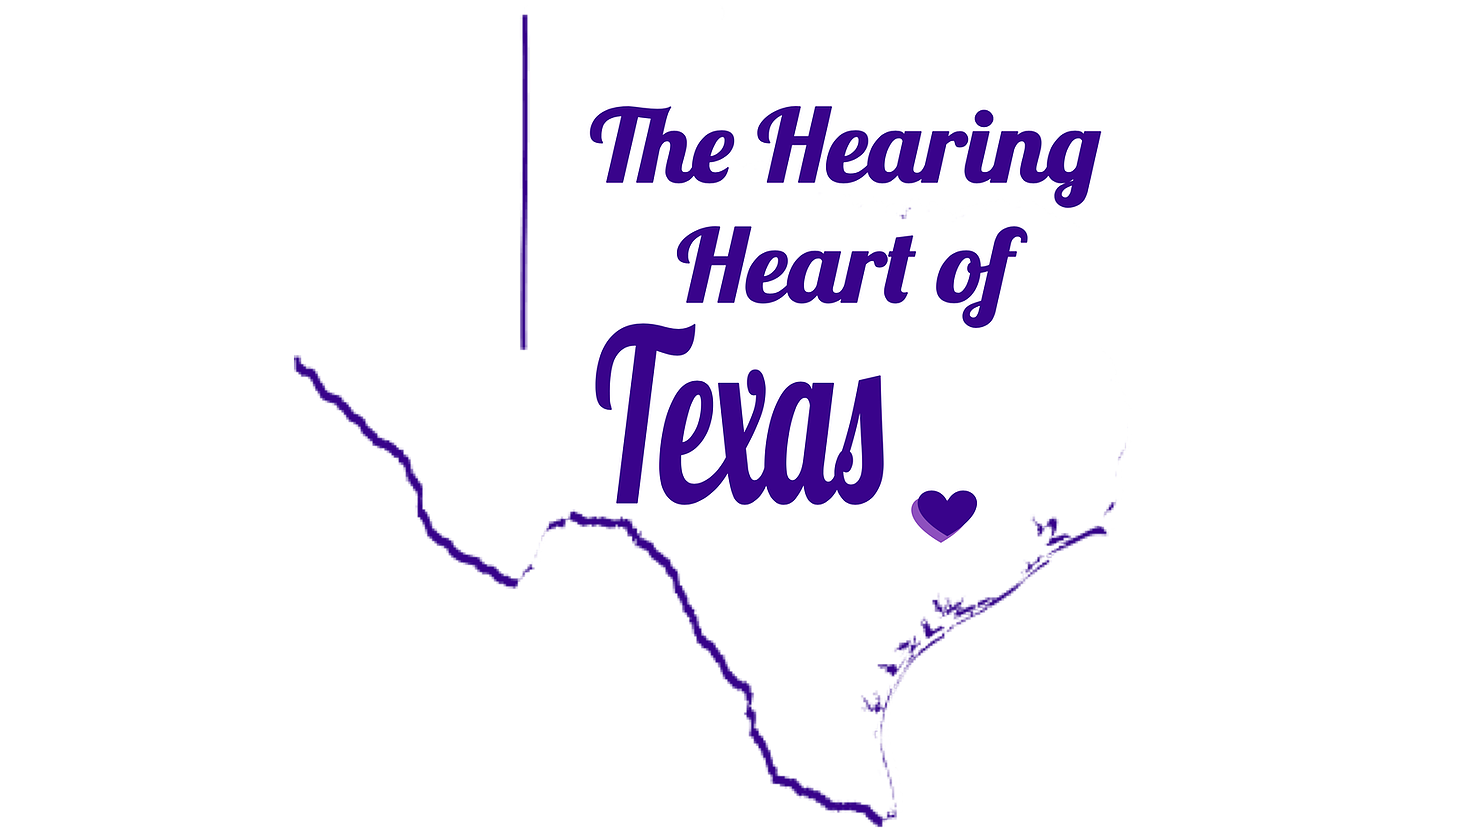 The Hearing
Heart of
Texas